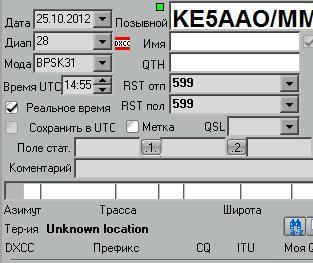 Дата 25.10.2012 Позывной KE5AAO/MM
Диап 28 DXCC Имя
Мода BPSK31 QTH
Время UTC 14:55 RST отп 599
Реальное время RST пол 599
Сохранить в UTC Метка QSL
Поле стат. .1. .2.
Коментарий
Азимут Трасса Широта
Тер-ия Unknown location a-z
DXCC Префикс CQ ITU Моя